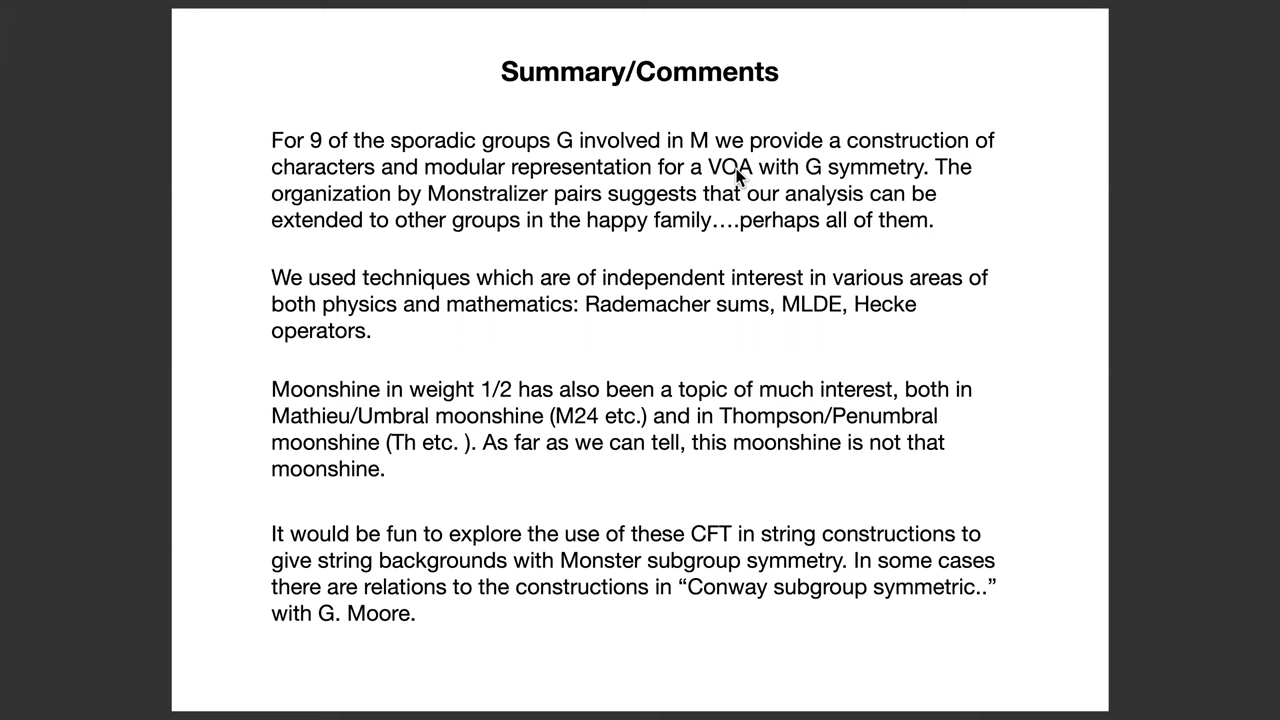 Summary/Comments
For 9 of the sporadic groups G involved in M we provide a construction of
characters and modular representation for a VOA with G symmetry. The
organization by Monstralizer pairs suggests that our analysis can be
extended to other groups in the happy family….perhaps all of them.
We used techniques which are of independent interest in various areas of
both physics and mathematics: Rademacher sums, MLDE, Hecke
operators.
Moonshine in weight 1/2 has also been a topic of much interest, both in
Mathieu/Umbral moonshine (M24 etc.) and in Thompson/Penumbral
moonshine (Th etc. ). As far as we can tell, this moonshine is not that
moonshine.
It would be fun to explore the use of these CFT in string constructions to
give string backgrounds with Monster subgroup symmetry. In some cases
there are relations to the constructions in “Conway subgroup symmetric..”
with G. Moore.